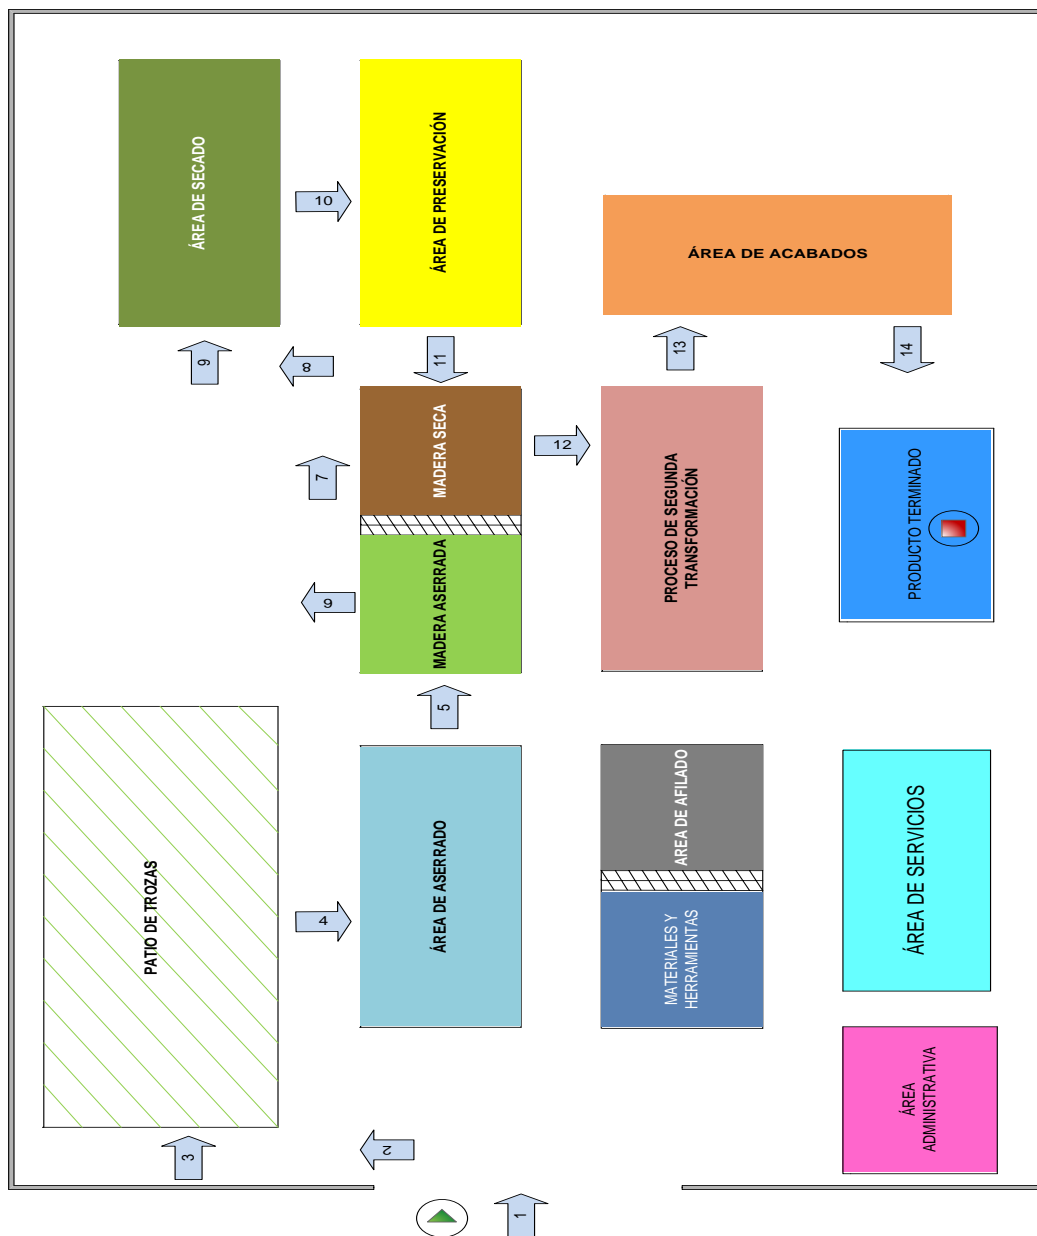 ÁREA DE SECADO
10
ÁREA DE PRESERVACIÓN
ÁREA DE ACABADOS
9
8
11
13
14
7
MADERA SECA
12
PROCESO DE SEGUNDA
TRANSFORMACIÓN
PRODUCTO TERMINADO
6
MADERA ASERRADA
5
PATIO DE TROZAS
4
ÁREA DE ASERRADO
AREA DE AFILADO
MATERIALES Y
HERRAMIENTAS
ÁREA DE SERVICIOS
ÁREA
ADMINISTRATIVA
3
2
1